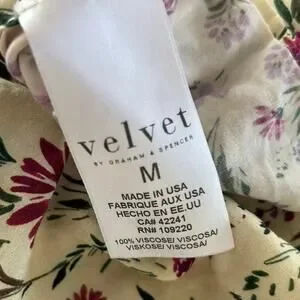 velvet
BY GRAHAM & SPENCER
M
MADE IN USA
FABRIQUE AUX USA
HECHO EN EE.UU
CA# 42241
RN# 109220
100% VISCOSE/ VISCOSA/
VISKOSE/ VISCOSE/ VISCOSA/